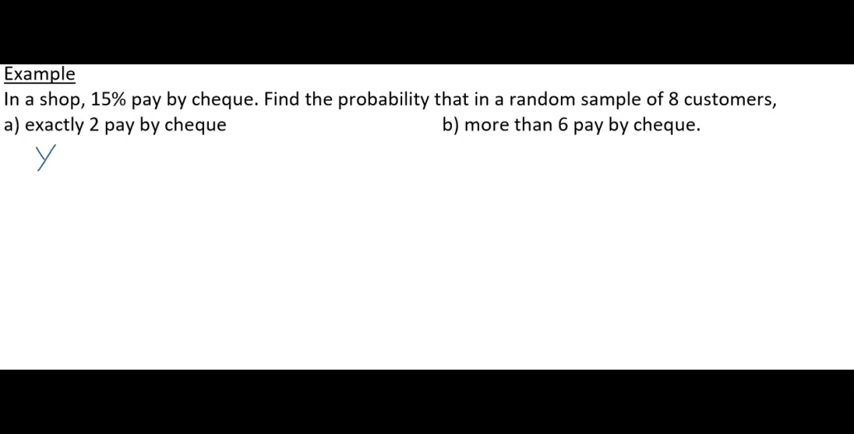 Example
In a shop, 15% pay by cheque. Find the probability that in a random sample of 8 customers,
a) exactly 2 pay by cheque b) more than 6 pay by cheque.
Y